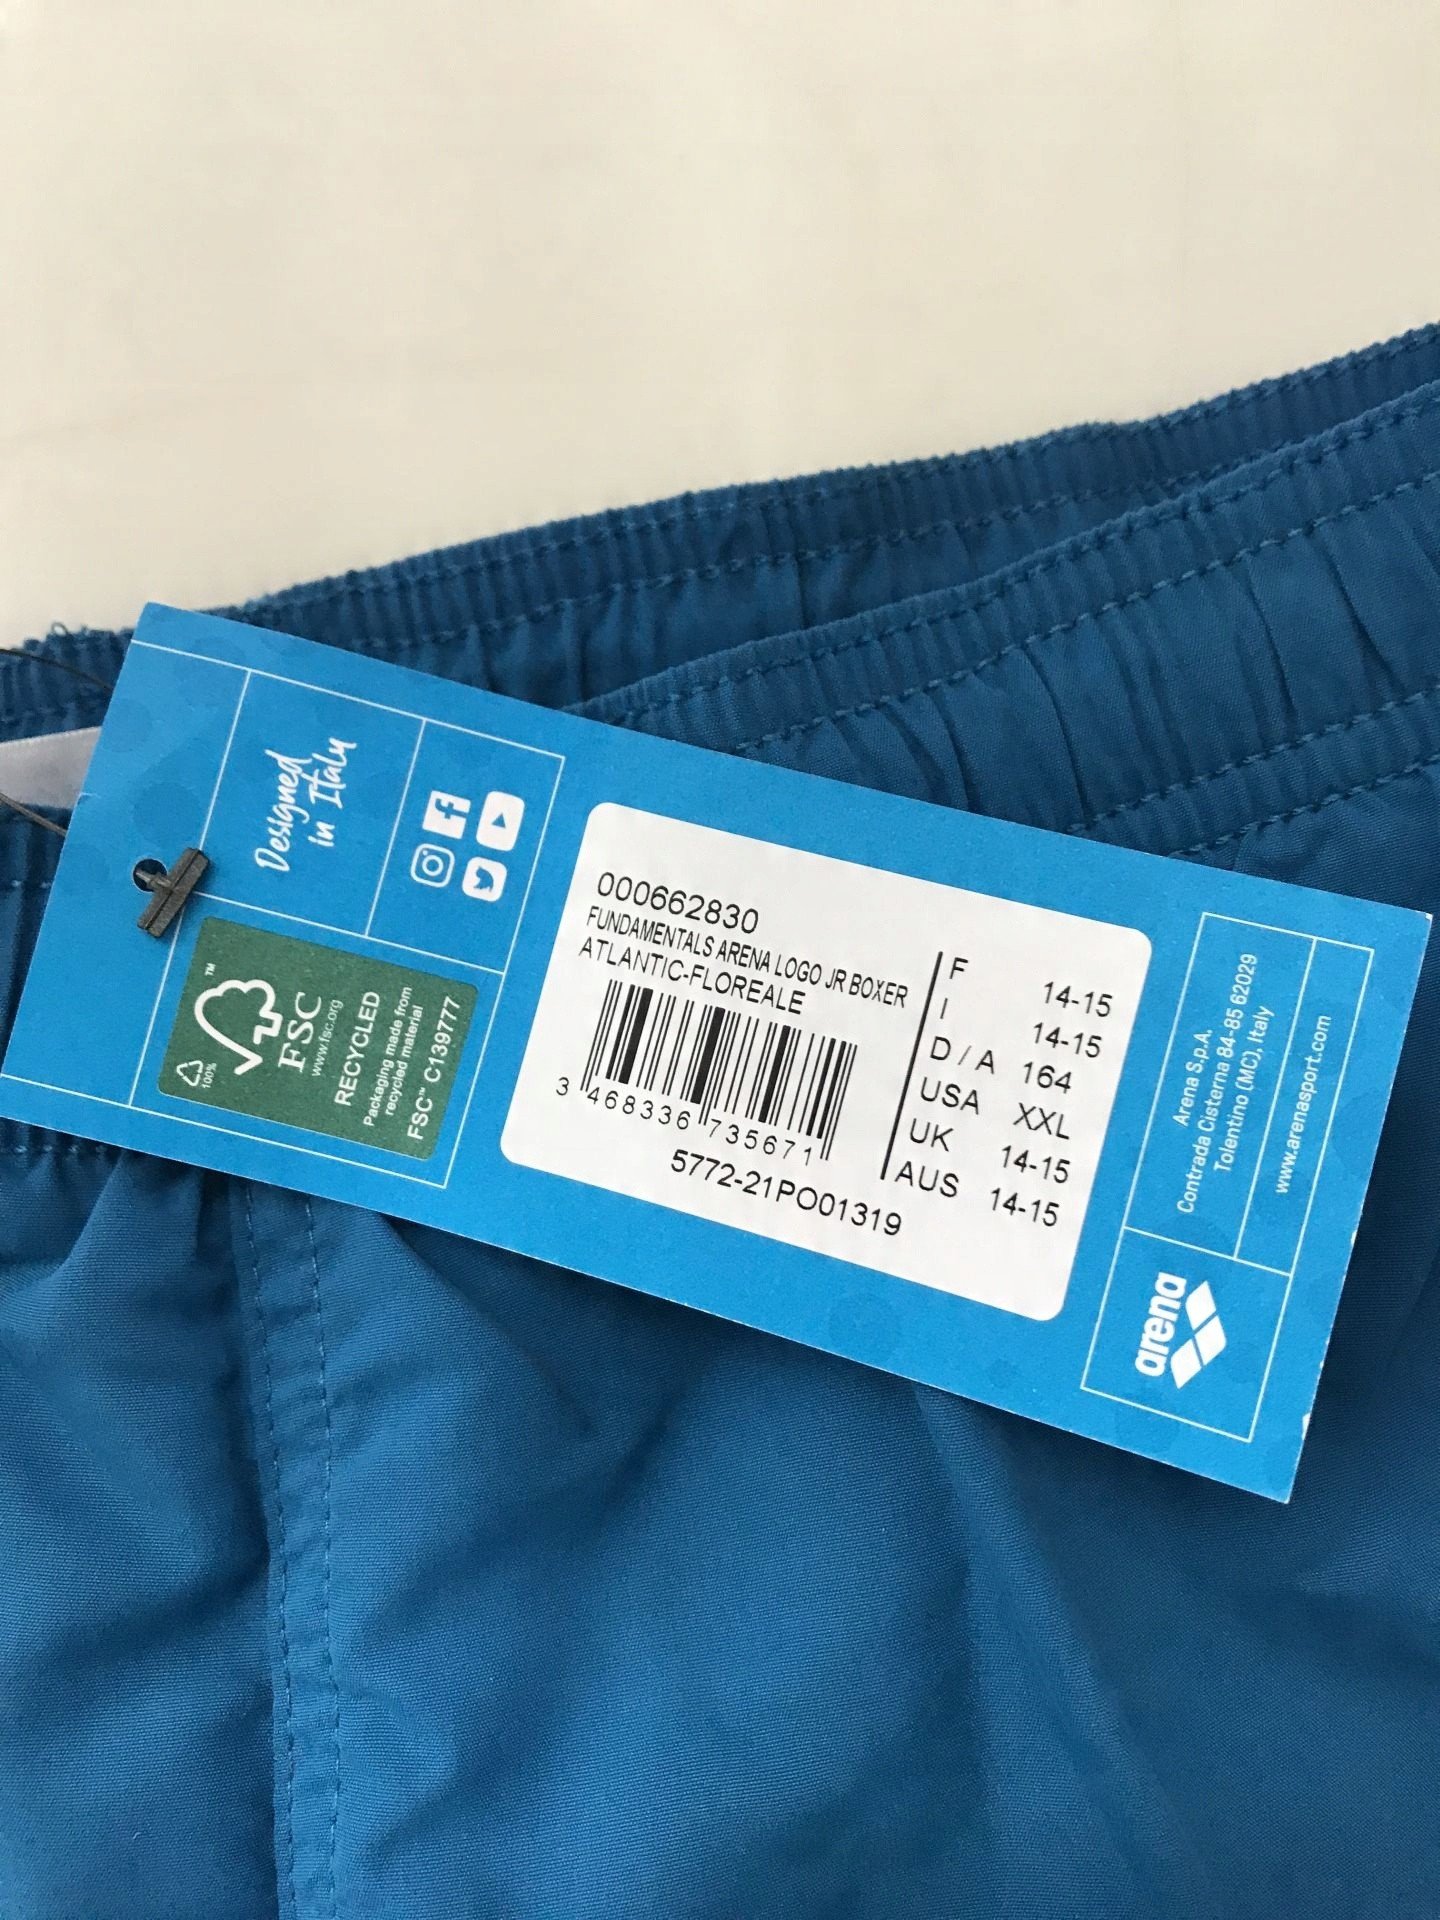 Designed
in Italy
100%
FSC™
www.fsc.org
RECYCLED
Packaging made from
recycled material
FSC™ C139777
000662830
FUNDAMENTALS ARENA LOGO JR BOXER
ATLANTIC-FLOREALE
3 468336 735671
5772-21PO01319
F 14-15
I 14-15
D / A 164
USA XXL
UK 14-15
AUS 14-15
Arena S.p.A.
Contrada Cisterna 84-85 62029
Tolentino (MC), Italy
www.arenasport.com
arena